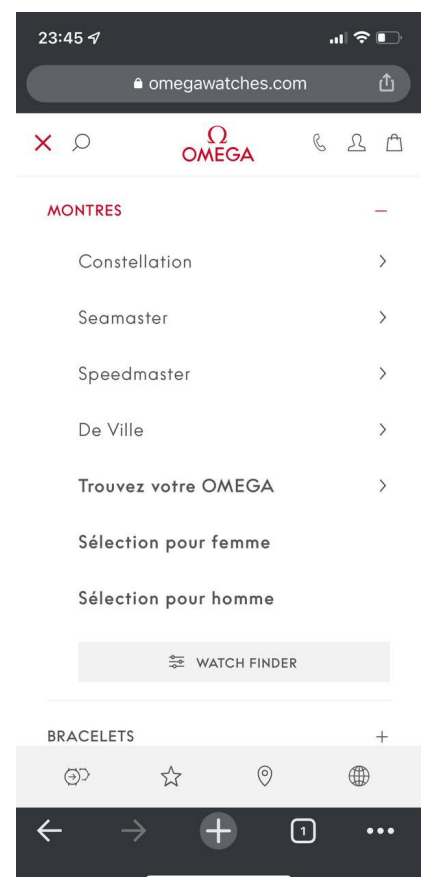 23:45
omegawatches.com
Ω
OMEGA
MONTRES
Constellation
Seamaster
Speedmaster
De Ville
Trouvez votre OMEGA
Sélection pour femme
Sélection pour homme
WATCH FINDER
BRACELETS
1